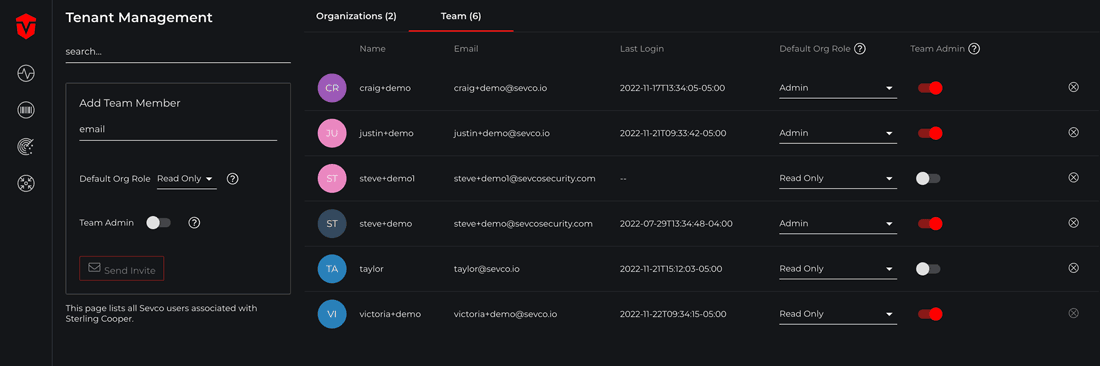 Tenant Management
search...
Add Team Member
email
Default Org Role Read Only ?
Team Admin ?
Send Invite
This page lists all Sevco users associated with
Sterling Cooper.
Organizations (2) Team (6)
Name Email Last Login Default Org Role ? Team Admin ?
CR craig+demo craig+demo@sevco.io 2022-11-17T13:34:05-05:00 Admin
JU justin+demo justin+demo@sevco.io 2022-11-21T09:33:42-05:00 Admin
ST steve+demo1 steve+demo1@sevcosecurity.com -- Read Only
ST steve+demo steve+demo@sevcosecurity.com 2022-07-29T13:34:48-04:00 Admin
TA taylor taylor@sevco.io 2022-11-21T15:12:03-05:00 Read Only
VI victoria+demo victoria+demo@sevco.io 2022-11-22T09:34:15-05:00 Read Only